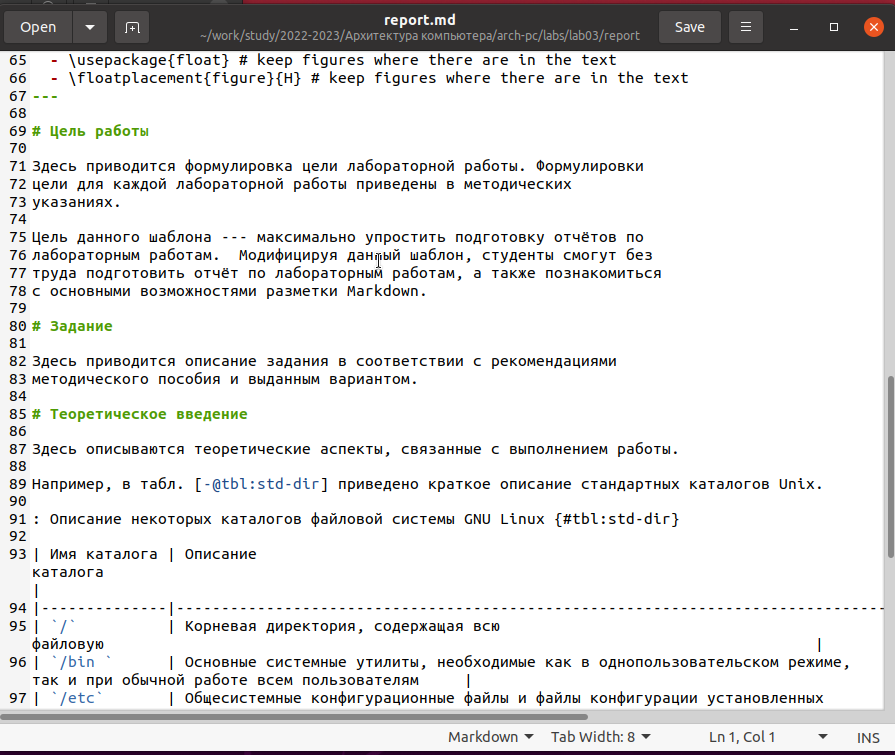 Open
report.md
~/work/study/2022-2023/Архитектура компьютера/arch-pc/labs/lab03/report
Save
65 - \usepackage{float} # keep figures where there are in the text
66 - \floatplacement{figure}{H} # keep figures where there are in the text
67 ---
68
69 # Цель работы
70
71 Здесь приводится формулировка цели лабораторной работы. Формулировки
72 цели для каждой лабораторной работы приведены в методических
73 указаниях.
74
75 Цель данного шаблона --- максимально упростить подготовку отчётов по
76 лабораторным работам.  Модифицируя данный шаблон, студенты смогут без
77 труда подготовить отчёт по лабораторным работам, а также познакомиться
78 с основными возможностями разметки Markdown.
79
80 # Задание
81
82 Здесь приводится описание задания в соответствии с рекомендациями
83 методического пособия и выданным вариантом.
84
85 # Теоретическое введение
86
87 Здесь описываются теоретические аспекты, связанные с выполнением работы.
88
89 Например, в табл. [-@tbl:std-dir] приведено краткое описание стандартных каталогов Unix.
90
91 : Описание некоторых каталогов файловой системы GNU Linux {#tbl:std-dir}
92
93 | Имя каталога | Описание
каталога
|
94 |--------------|-------------------------------------------------------------------------------
95 | `/`          | Корневая директория, содержащая всю
файловую |
96 | `/bin `      | Основные системные утилиты, необходимые как в однопользовательском режиме,
так и при обычной работе всем пользователям |
97 | `/etc`       | Общесистемные конфигурационные файлы и файлы конфигурации установленных
Markdown Tab Width: 8 Ln 1, Col 1 INS